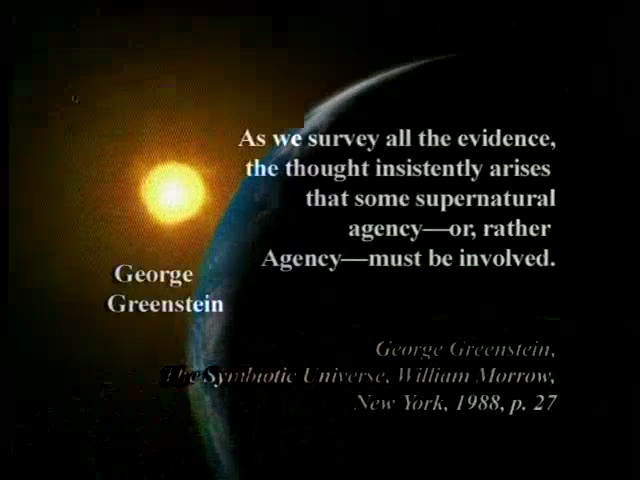 As we survey all the evidence,
the thought insistently arises
that some supernatural
agency—or, rather
Agency—must be involved.
George
Greenstein
George Greenstein,
The Symbiotic Universe, William Morrow,
New York, 1988, p. 27